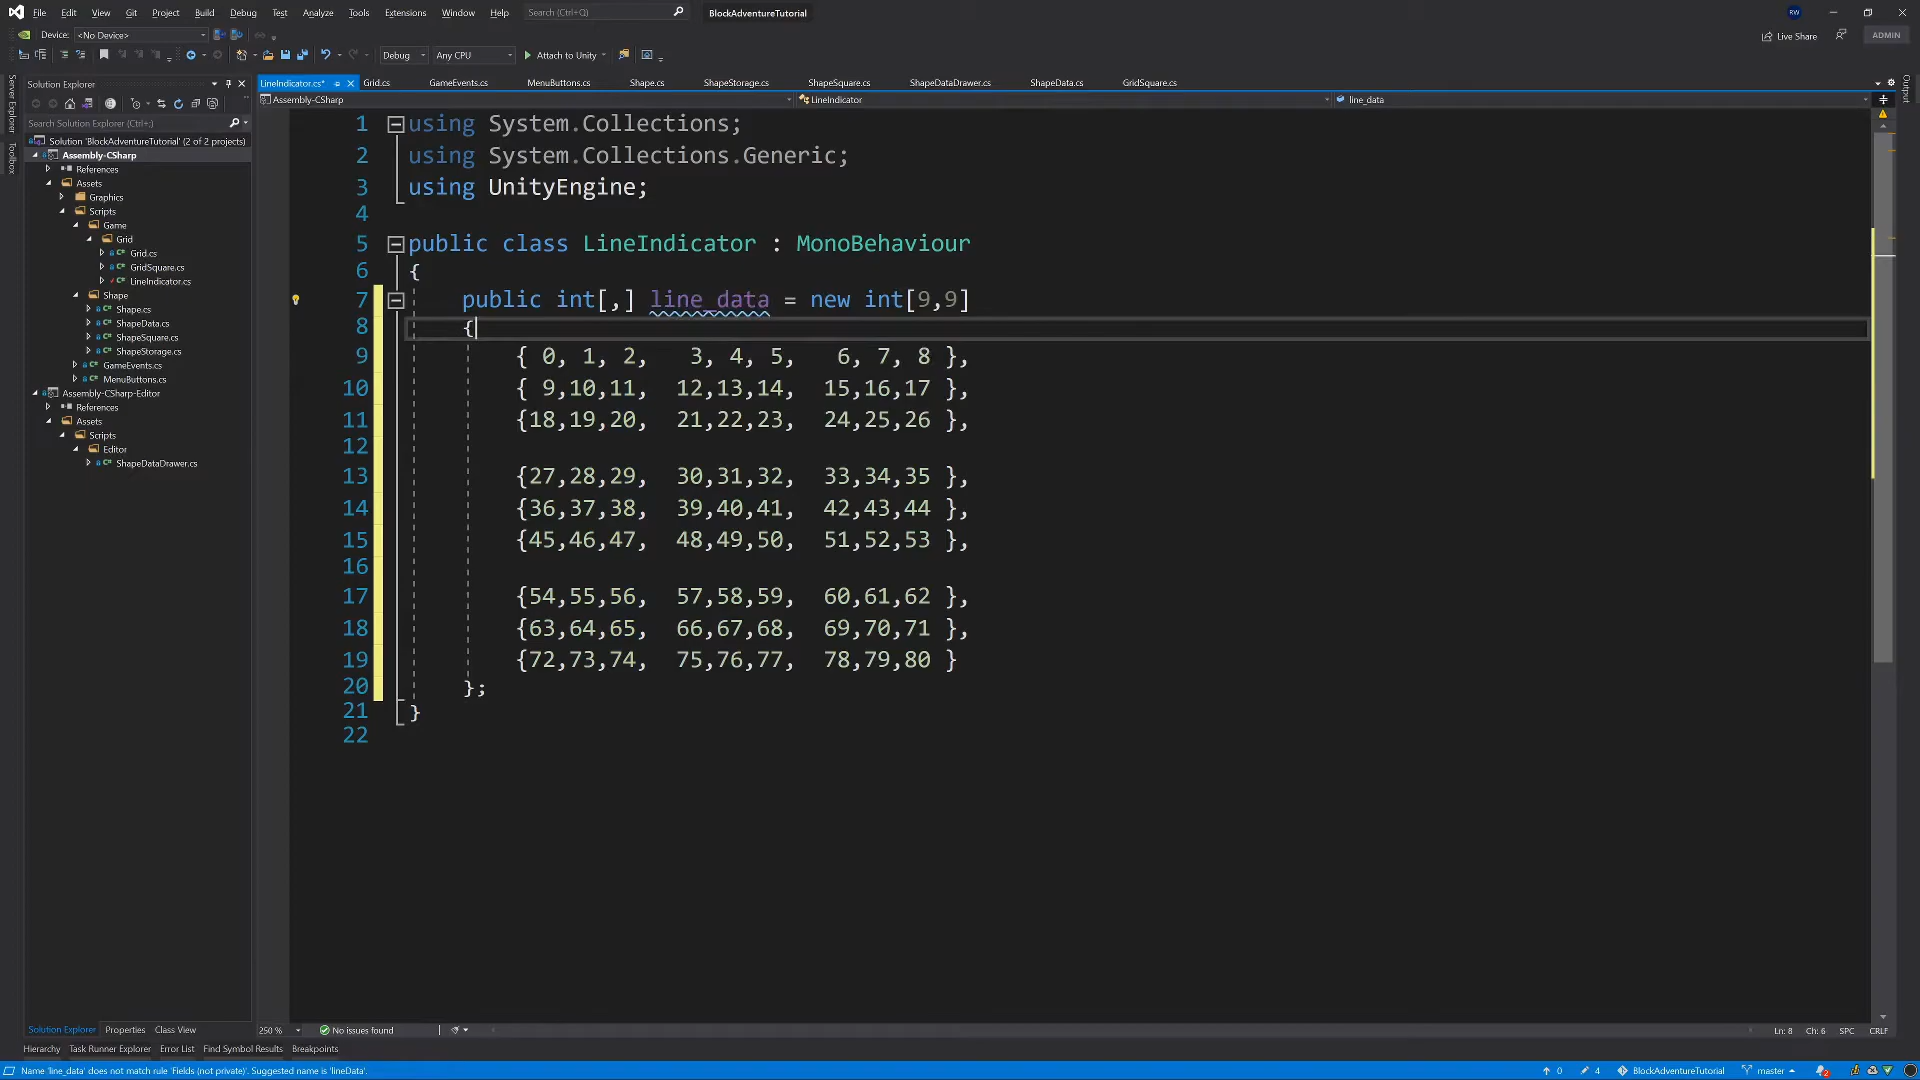 File Edit View Git Project Build Debug Test Analyze Tools Extensions Window Help Search (Ctrl+Q) BlockAdventureTutorial RW
Device: <No Device> Live Share ADMIN
Debug Any CPU Attach to Unity
Solution Explorer LineIndicator.cs* Grid.cs GameEvents.cs MenuButtons.cs Shape.cs ShapeStorage.cs ShapeSquare.cs ShapeDataDrawer.cs ShapeData.cs GridSquare.cs
Assembly-CSharp LineIndicator line_data
Server Explorer
Toolbox
Output
Search Solution Explorer (Ctrl+;)
Solution 'BlockAdventureTutorial' (2 of 2 projects)
Assembly-CSharp
References
Assets
Graphics
Scripts
Game
Grid
Grid.cs
GridSquare.cs
LineIndicator.cs
Shape
Shape.cs
ShapeData.cs
ShapeSquare.cs
ShapeStorage.cs
GameEvents.cs
MenuButtons.cs
Assembly-CSharp-Editor
References
Assets
Scripts
Editor
ShapeDataDrawer.cs
1 using System.Collections;
2 using System.Collections.Generic;
3 using UnityEngine;
4
5 public class LineIndicator : MonoBehaviour
6 {
7 public int[,] line_data = new int[9,9]
8 {
9 { 0, 1, 2, 3, 4, 5, 6, 7, 8 },
10 { 9,10,11, 12,13,14, 15,16,17 },
11 {18,19,20, 21,22,23, 24,25,26 },
12
13 {27,28,29, 30,31,32, 33,34,35 },
14 {36,37,38, 39,40,41, 42,43,44 },
15 {45,46,47, 48,49,50, 51,52,53 },
16
17 {54,55,56, 57,58,59, 60,61,62 },
18 {63,64,65, 66,67,68, 69,70,71 },
19 {72,73,74, 75,76,77, 78,79,80 }
20 };
21 }
22
Solution Explorer Properties Class View 250 % No issues found Ln: 8 Ch: 6 SPC CRLF
Hierarchy Task Runner Explorer Error List Find Symbol Results Breakpoints
Name 'line_data' does not match rule 'Fields (not private)'. Suggested name is 'lineData'. 0 4 BlockAdventureTutorial master 2